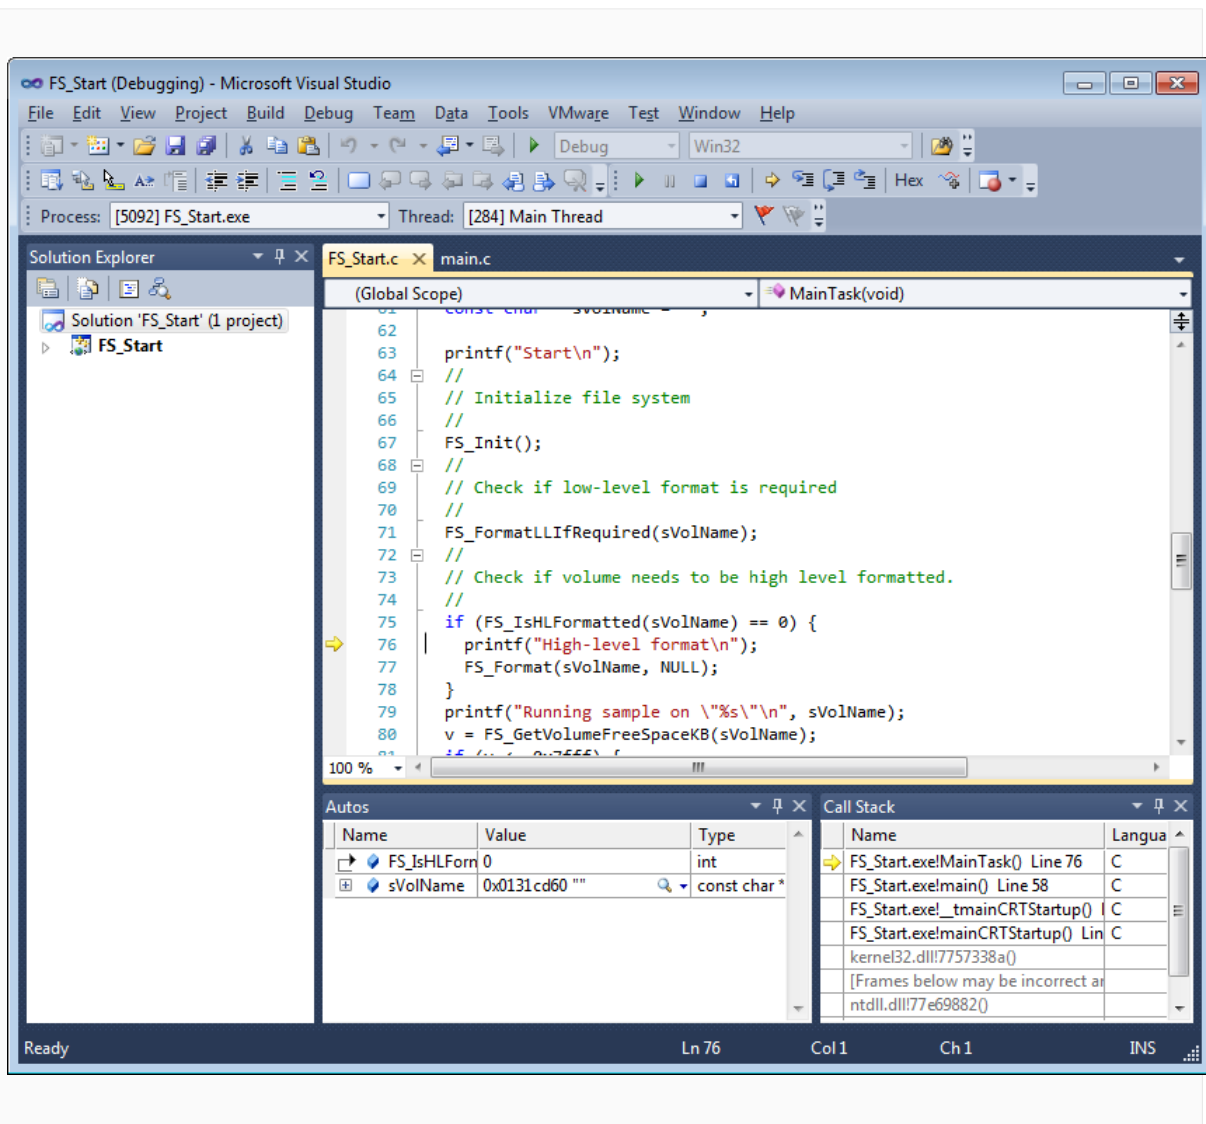 FS_Start (Debugging) - Microsoft Visual Studio
File Edit View Project Build Debug Team Data Tools VMware Test Window Help
Debug Win32
Hex
Process: [5092] FS_Start.exe Thread: [284] Main Thread
Solution Explorer
Solution 'FS_Start' (1 project)
FS_Start
FS_Start.c main.c
(Global Scope) MainTask(void)
62
63 printf("Start\n");
64 //
65 // Initialize file system
66 //
67 FS_Init();
68 //
69 // Check if low-level format is required
70 //
71 FS_FormatLLIfRequired(sVolName);
72 //
73 // Check if volume needs to be high level formatted.
74 //
75 if (FS_IsHLFormatted(sVolName) == 0) {
76 printf("High-level format\n");
77 FS_Format(sVolName, NULL);
78 }
79 printf("Running sample on \"%s\"\n", sVolName);
80 v = FS_GetVolumeFreeSpaceKB(sVolName);
100 %
Autos
Name Value Type
FS_IsHLForn 0 int
sVolName 0x0131cd60 "" const char *
Call Stack
Name Langua
FS_Start.exe!MainTask() Line 76 C
FS_Start.exe!main() Line 58 C
FS_Start.exe!__tmainCRTStartup() C
FS_Start.exe!mainCRTStartup() Lin C
kernel32.dll!7757338a()
[Frames below may be incorrect ar
ntdll.dll!77e69882()
Ready Ln 76 Col 1 Ch 1 INS